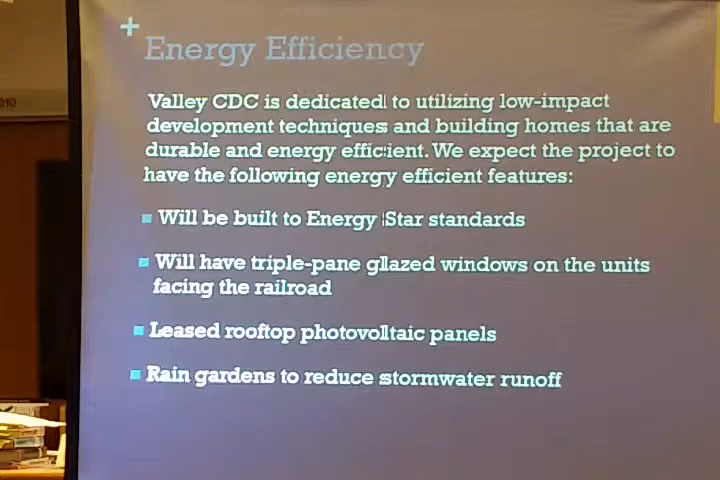 +
Energy Efficiency
Valley CDC is dedicated to utilizing low-impact
development techniques and building homes that are
durable and energy efficient. We expect the project to
have the following energy efficient features:
Will be built to Energy Star standards
Will have triple-pane glazed windows on the units
facing the railroad
Leased rooftop photovoltaic panels
Rain gardens to reduce stormwater runoff